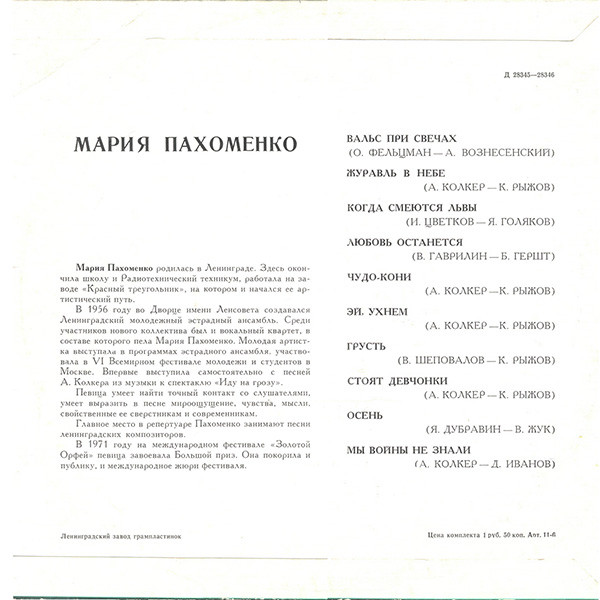 Д 28345—28346
МАРИЯ ПАХОМЕНКО
Мария Пахоменко родилась в Ленинграде. Здесь окон-
чила школу и Радиотехнический техникум, работала на за-
воде «Красный треугольник», на котором и начался ее ар-
тистический путь.
В 1956 году во Дворце имени Ленсовета создавался
Ленинградский молодежный эстрадный ансамбль. Среди
участников нового коллектива был и вокальный квартет, в
составе которого пела Мария Пахоменко. Молодая артист-
ка выступала в программах эстрадного ансамбля, участво-
вала в VI Всемирном фестивале молодежи и студентов в
Москве. Впервые выступила самостоятельно с песней
А. Колкера из музыки к спектаклю «Иду на грозу».
Певица умеет найти точный контакт со слушателями,
умеет выразить в песне мироощущение, чувства, мысли,
свойственные ее сверстникам и современникам.
Главное место в репертуаре Пахоменко занимают песни
ленинградских композиторов.
В 1971 году на международном фестивале «Золотой
Орфей» певица завоевала Большой приз. Она покорила и
публику, и международное жюри фестиваля.
ВАЛЬС ПРИ СВЕЧАХ
(О. ФЕЛЬЦМАН — А. ВОЗНЕСЕНСКИЙ)
ЖУРАВЛЬ В НЕБЕ
(А. КОЛКЕР — К. РЫЖОВ)
КОГДА СМЕЮТСЯ ЛЬВЫ
(И. ЦВЕТКОВ — Я. ГОЛЯКОВ)
ЛЮБОВЬ ОСТАНЕТСЯ
(В. ГАВРИЛИН — Б. ГЕРШТ)
ЧУДО-КОНИ
(А. КОЛКЕР — К. РЫЖОВ)
ЭЙ, УХНЕМ
(А. КОЛКЕР — К. РЫЖОВ)
ГРУСТЬ
(В. ШЕПОВАЛОВ — К. РЫЖОВ)
СТОЯТ ДЕВЧОНКИ
(А. КОЛКЕР — К. РЫЖОВ)
ОСЕНЬ
(Я. ДУБРАВИН — В. ЖУК)
МЫ ВОЙНЫ НЕ ЗНАЛИ
(А. КОЛКЕР — Д. ИВАНОВ)
Ленинградский завод грампластинок
Цена комплекта 1 руб. 50 коп. Арт. 11-6